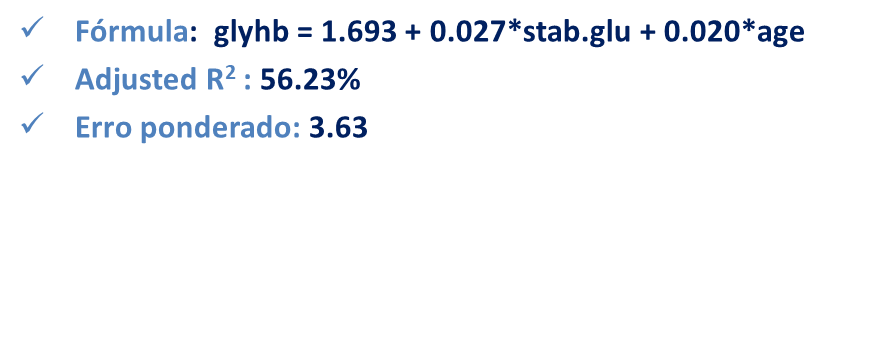 ✓ Fórmula: glyhb = 1.693 + 0.027*stab.glu + 0.020*age
✓ Adjusted R² : 56.23%
✓ Erro ponderado: 3.63